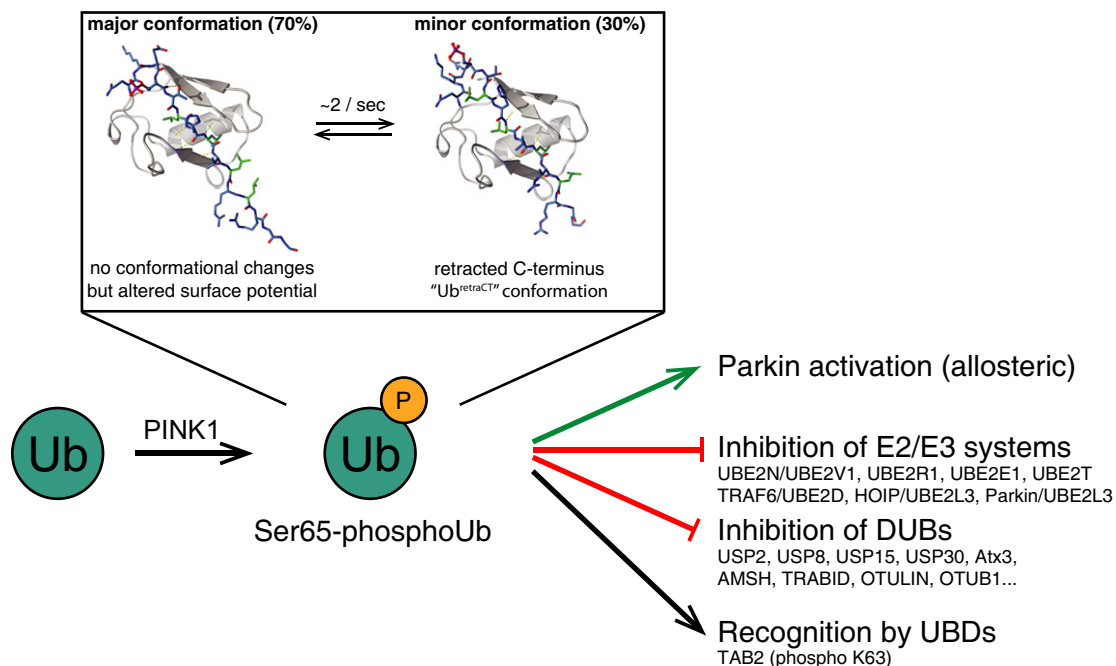 major conformation (70%)
minor conformation (30%)
~2 / sec
no conformational changes
but altered surface potential
retracted C-terminus
"UbretraCT" conformation
Ub
PINK1
Ub
P
Ser65-phosphoUb
Parkin activation (allosteric)
Inhibition of E2/E3 systems
UBE2N/UBE2V1, UBE2R1, UBE2E1, UBE2T
TRAF6/UBE2D, HOIP/UBE2L3, Parkin/UBE2L3
Inhibition of DUBs
USP2, USP8, USP15, USP30, Atx3,
AMSH, TRABID, OTULIN, OTUB1...
Recognition by UBDs
TAB2 (phospho K63)